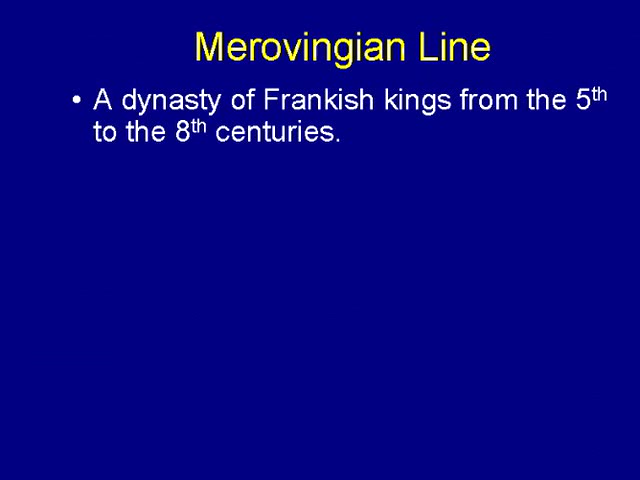 Merovingian Line
• A dynasty of Frankish kings from the 5th
to the 8th centuries.